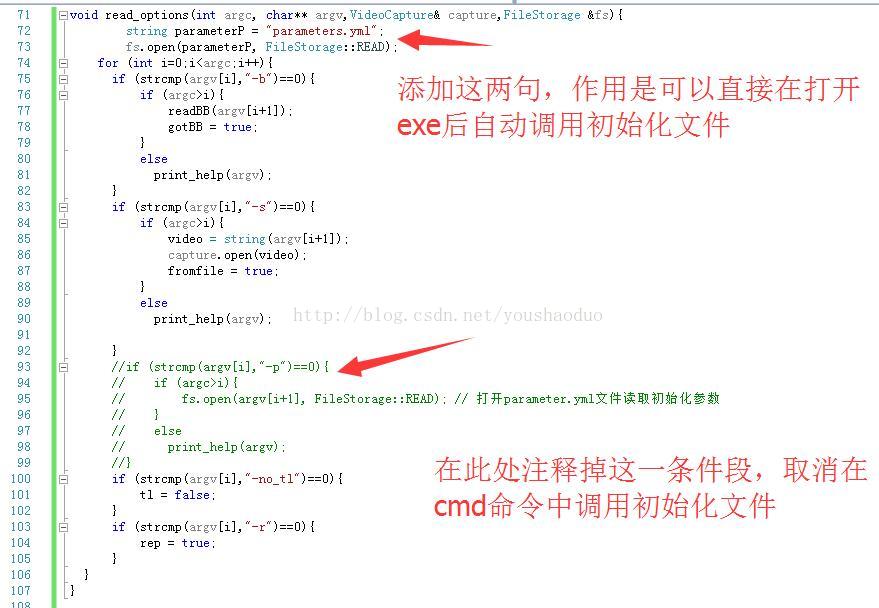 71 void read_options(int argc, char** argv,VideoCapture& capture,FileStorage &fs){
72 string parameterP = "parameters.yml";
73 fs.open(parameterP, FileStorage::READ);
74 for (int i=0;i<argc;i++){
75 if (strcmp(argv[i],"-b")==0){
76 if (argc>i){
77 readBB(argv[i+1]);
78 gotBB = true;
79 }
80 else
81 print_help(argv);
82 }
83 if (strcmp(argv[i],"-s")==0){
84 if (argc>i){
85 video = string(argv[i+1]);
86 capture.open(video);
87 fromfile = true;
88 }
89 else
90 print_help(argv);
91
92 }
93 //if (strcmp(argv[i],"-p")==0){
94 // if (argc>i){
95 // fs.open(argv[i+1], FileStorage::READ); // 打开parameter.yml文件读取初始化参数
96 // }
97 // else
98 // print_help(argv);
99 //}
100 if (strcmp(argv[i],"-no_tl")==0){
101 tl = false;
102 }
103 if (strcmp(argv[i],"-r")==0){
104 rep = true;
105 }
106 }
107 }
108
添加这两句，作用是可以直接在打开
exe后自动调用初始化文件
http://blog.csdn.net/youshaoduo
在此处注释掉这一条件段，取消在
cmd命令中调用初始化文件